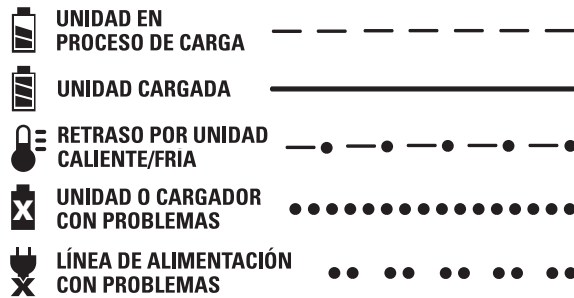 UNIDAD EN
PROCESO DE CARGA
UNIDAD CARGADA
RETRASO POR UNIDAD
CALIENTE/FRÍA
UNIDAD O CARGADOR
CON PROBLEMAS
LÍNEA DE ALIMENTACIÓN
CON PROBLEMAS